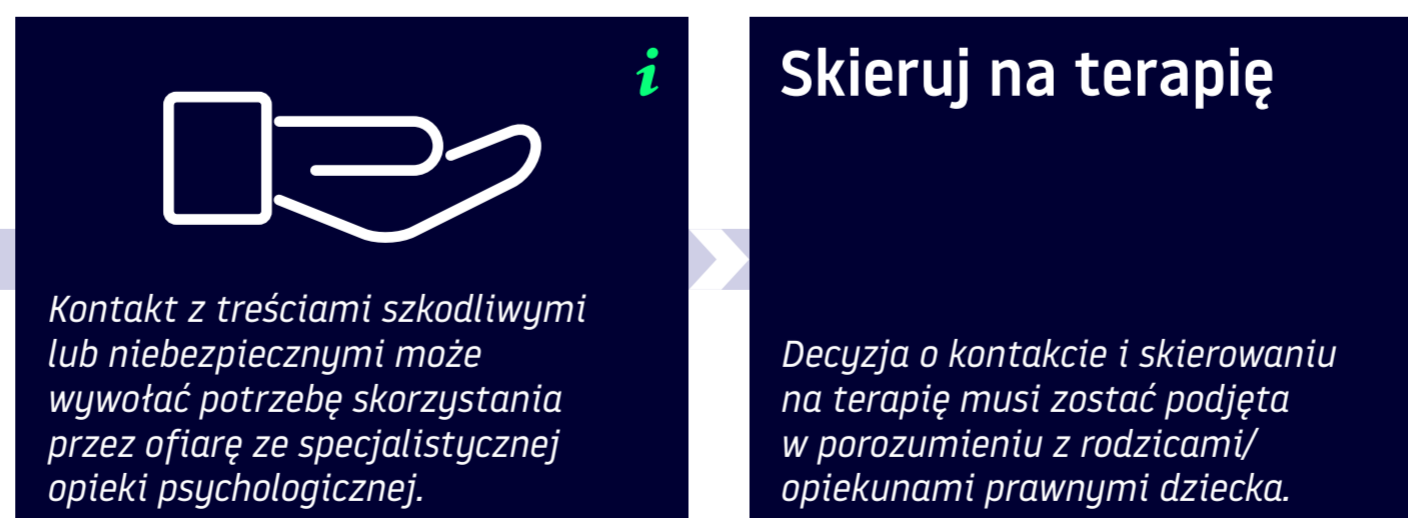 i
Kontakt z treściami szkodliwymi
lub niebezpiecznymi może
wywołać potrzebę skorzystania
przez ofiarę ze specjalistycznej
opieki psychologicznej.
Skieruj na terapię
Decyzja o kontakcie i skierowaniu
na terapię musi zostać podjęta
w porozumieniu z rodzicami/
opiekunami prawnymi dziecka.